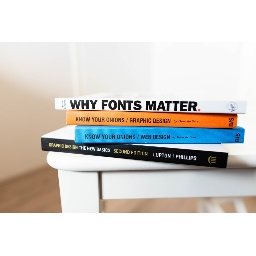 WHY FONTS MATTER.
KNOW YOUR ONIONS / GRAPHIC DESIGN
KNOW YOUR ONIONS / WEB DESIGN
GRAPHIC DESIGN THE NEW BASICS SECOND EDITION LUPTON | PHILLIPS